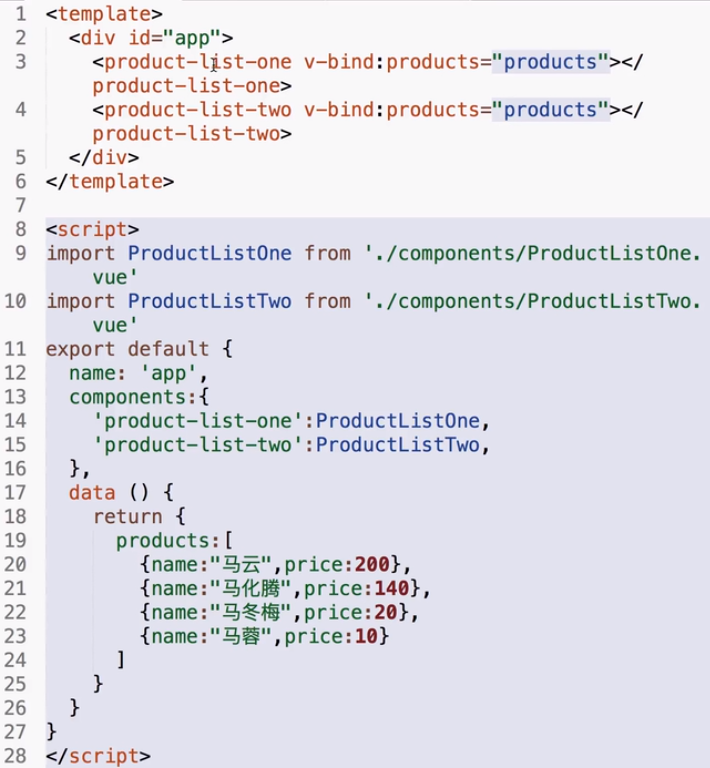 1 <template>
2   <div id="app">
3     <product-list-one v-bind:products="products"></
    product-list-one>
4     <product-list-two v-bind:products="products"></
    product-list-two>
5   </div>
6 </template>
7
8 <script>
9 import ProductListOne from './components/ProductListOne.
    vue'
10 import ProductListTwo from './components/ProductListTwo.
    vue'
11 export default {
12   name: 'app',
13   components:{
14     'product-list-one':ProductListOne,
15     'product-list-two':ProductListTwo,
16   },
17   data () {
18     return {
19       products:[
20         {name:"马云",price:200},
21         {name:"马化腾",price:140},
22         {name:"马冬梅",price:20},
23         {name:"马蓉",price:10}
24       ]
25     }
26   }
27 }
28 </script>